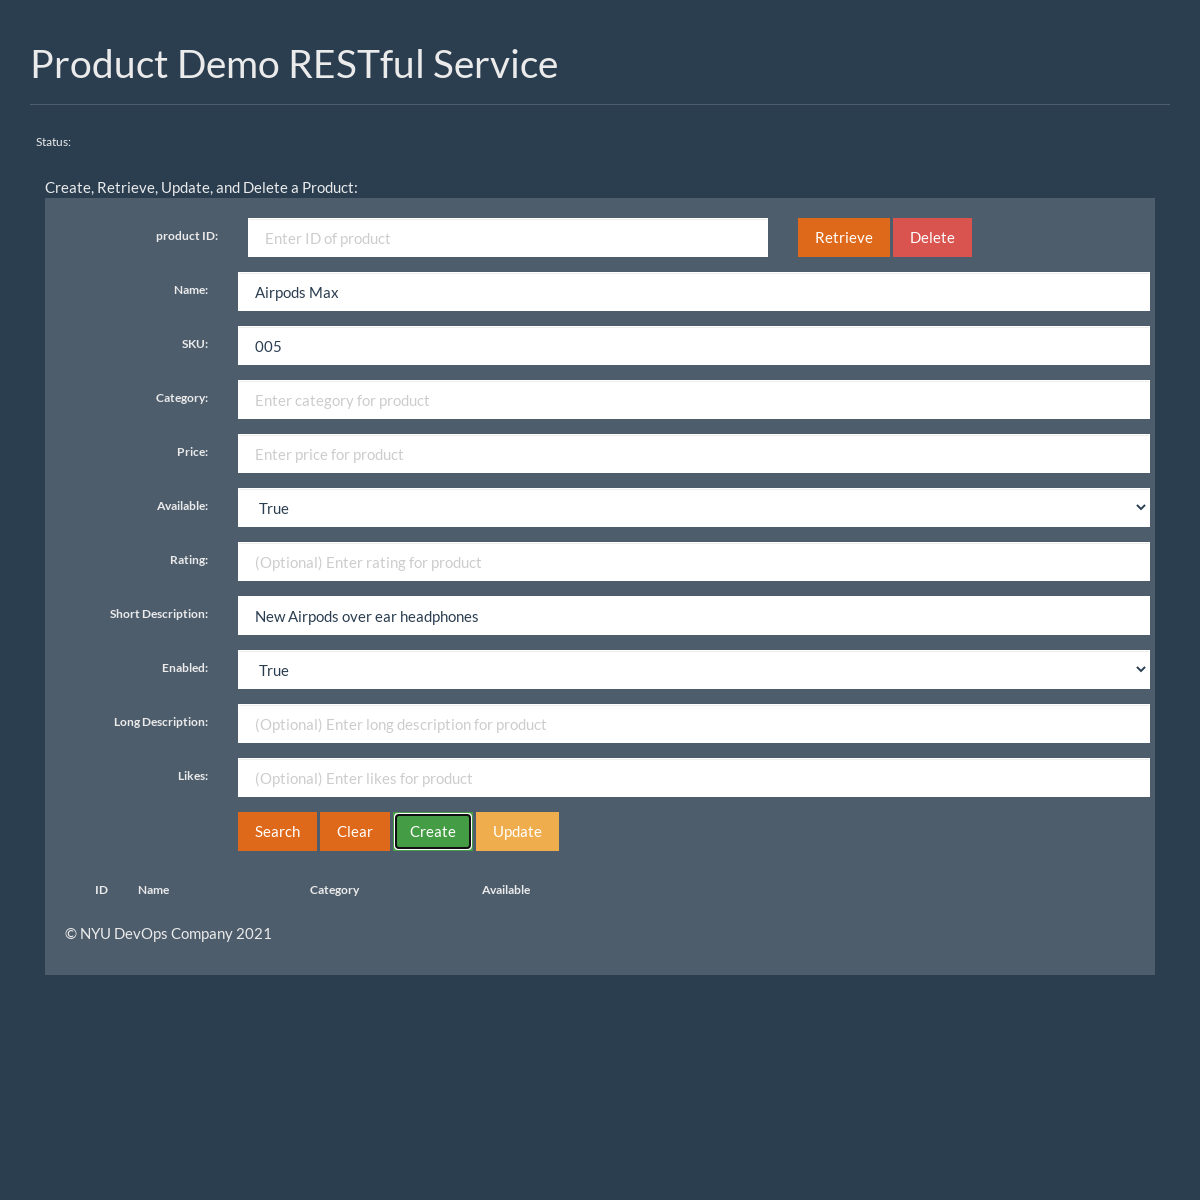 Product Demo RESTful Service
Status:
Create, Retrieve, Update, and Delete a Product:
product ID: Enter ID of product Retrieve Delete
Name: Airpods Max
SKU: 005
Category: Enter category for product
Price: Enter price for product
Available: True
Rating: (Optional) Enter rating for product
Short Description: New Airpods over ear headphones
Enabled: True
Long Description: (Optional) Enter long description for product
Likes: (Optional) Enter likes for product
Search Clear Create Update
ID Name Category Available
© NYU DevOps Company 2021